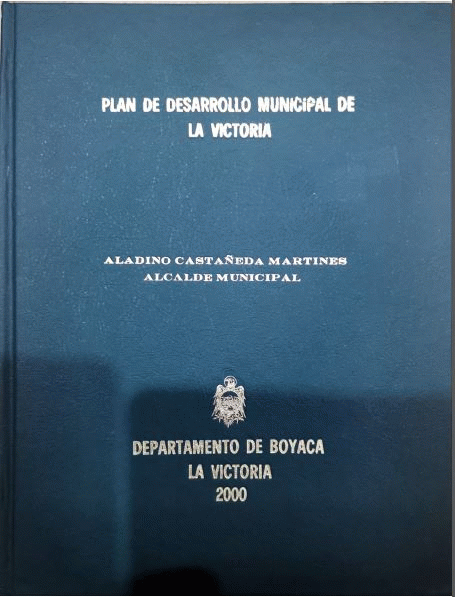 PLAN DE DESARROLLO MUNICIPAL DE
LA VICTORIA
ALADINO CASTAÑEDA MARTINES
ALCALDE MUNICIPAL
DEPARTAMENTO DE BOYACA
LA VICTORIA
2000